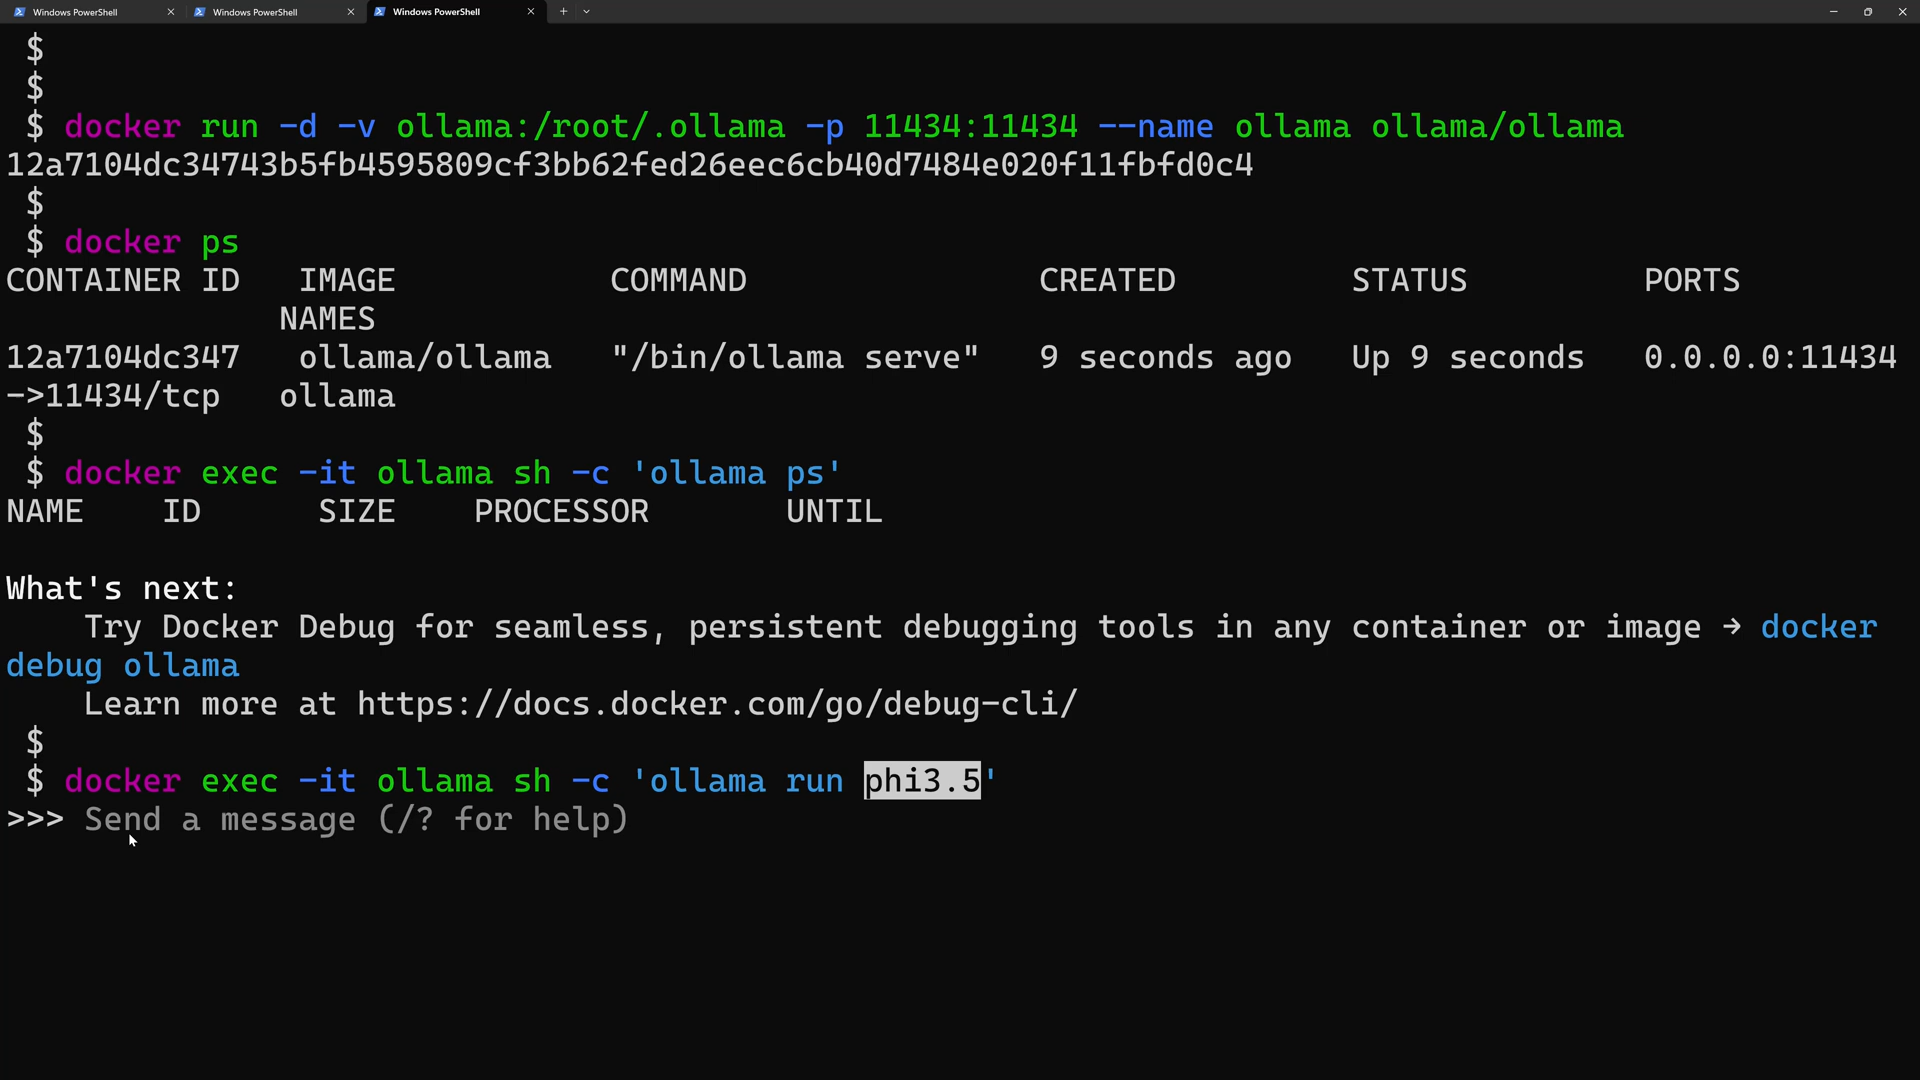 Windows PowerShell
Windows PowerShell
Windows PowerShell
$
$
$ docker run -d -v ollama:/root/.ollama -p 11434:11434 --name ollama ollama/ollama
12a7104dc34743b5fb4595809cf3bb62fed26eec6cb40d7484e020f11fbfd0c4
$
$ docker ps
CONTAINER ID   IMAGE           COMMAND               CREATED         STATUS         PORTS
NAMES
12a7104dc347   ollama/ollama   "/bin/ollama serve"   9 seconds ago   Up 9 seconds   0.0.0.0:11434
->11434/tcp   ollama
$
$ docker exec -it ollama sh -c 'ollama ps'
NAME    ID      SIZE    PROCESSOR       UNTIL
What's next:
Try Docker Debug for seamless, persistent debugging tools in any container or image → docker
debug ollama
Learn more at https://docs.docker.com/go/debug-cli/
$
$ docker exec -it ollama sh -c 'ollama run phi3.5'
>>> Send a message (/? for help)